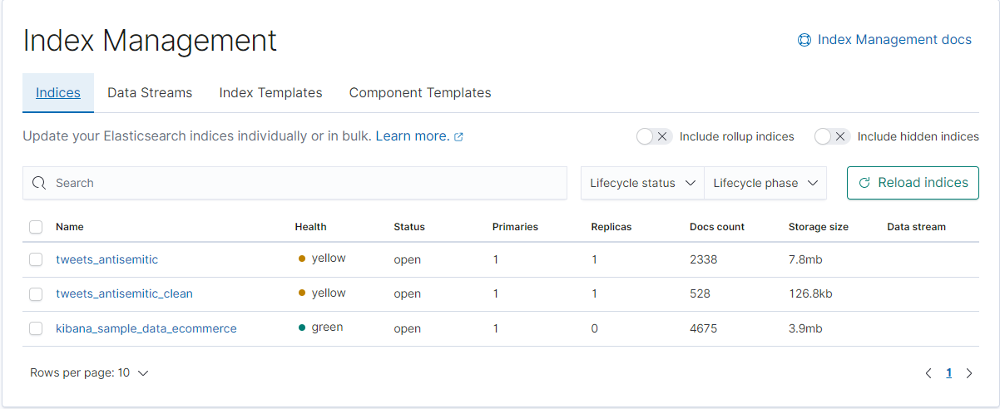 Index Management
Index Management docs
Indices Data Streams Index Templates Component Templates
Update your Elasticsearch indices individually or in bulk. Learn more. Include rollup indices Include hidden indices
Search Lifecycle status Lifecycle phase Reload indices
Name Health Status Primaries Replicas Docs count Storage size Data stream
tweets_antisemitic yellow open 1 1 2338 7.8mb
tweets_antisemitic_clean yellow open 1 1 528 126.8kb
kibana_sample_data_ecommerce green open 1 0 4675 3.9mb
Rows per page: 10 1